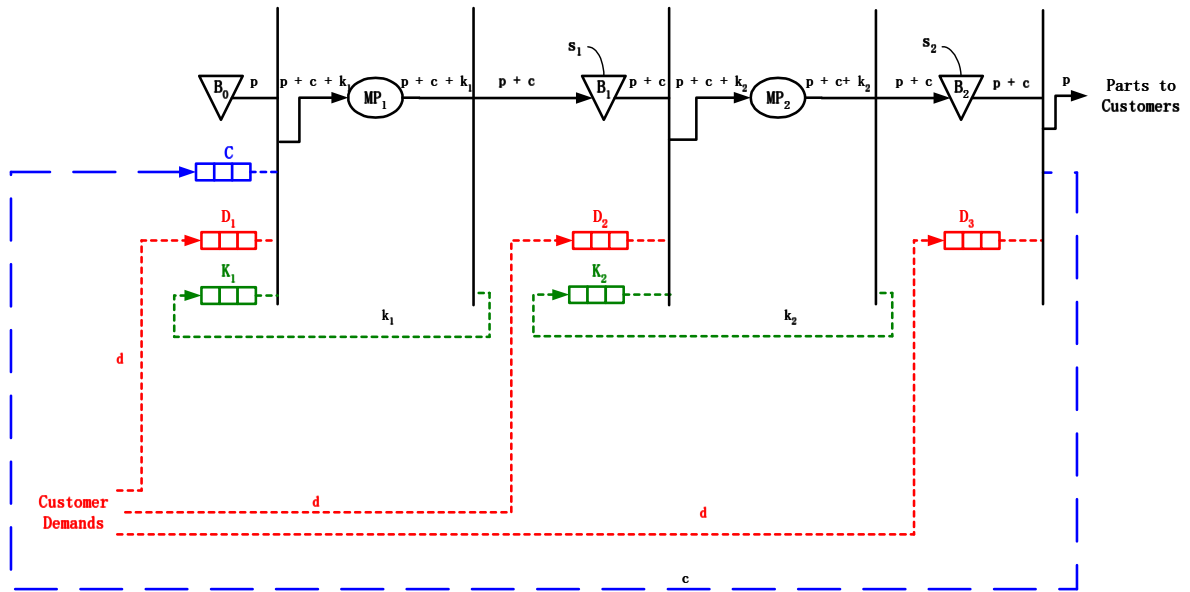 s₁
s₂
B₀
p
p + c + k₁
MP₁
p + c + k₁
p + c
B₁
p + c
p + c + k₂
MP₂
p + c+ k₂
p + c
B₂
p + c
p
Parts to
Customers
C
D₁
D₂
D₃
K₁
K₂
k₁
k₂
d
Customer
Demands
d
d
c